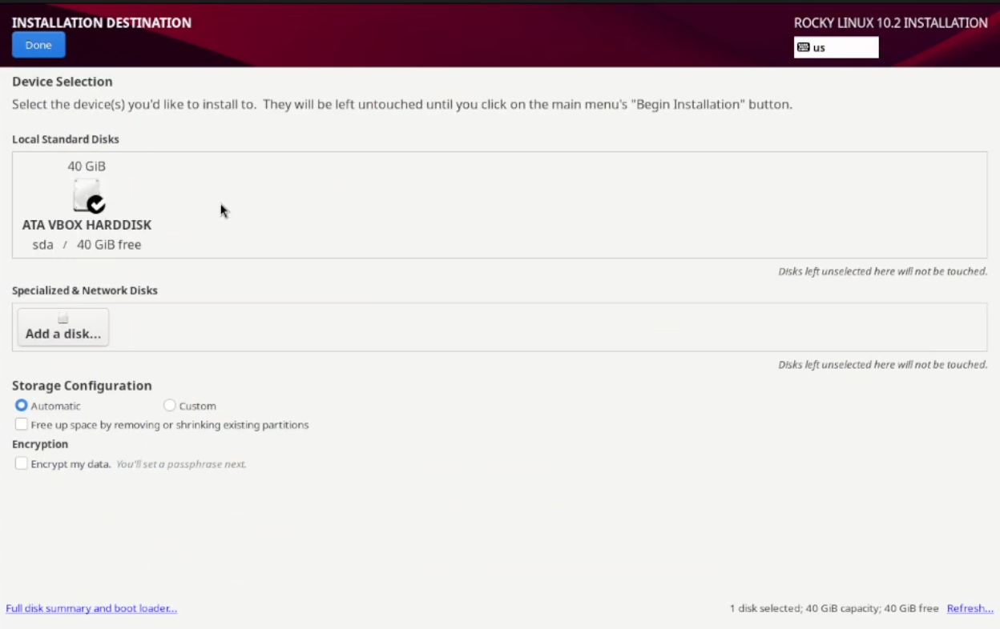 INSTALLATION DESTINATION
ROCKY LINUX 10.2 INSTALLATION
Done
us
Device Selection
Select the device(s) you'd like to install to.  They will be left untouched until you click on the main menu's "Begin Installation" button.
Local Standard Disks
40 GiB
ATA VBOX HARDDISK
sda / 40 GiB free
Disks left unselected here will not be touched.
Specialized & Network Disks
Add a disk...
Disks left unselected here will not be touched.
Storage Configuration
Automatic Custom
Free up space by removing or shrinking existing partitions
Encryption
Encrypt my data. You'll set a passphrase next.
Full disk summary and boot loader... 1 disk selected; 40 GiB capacity; 40 GiB free Refresh...